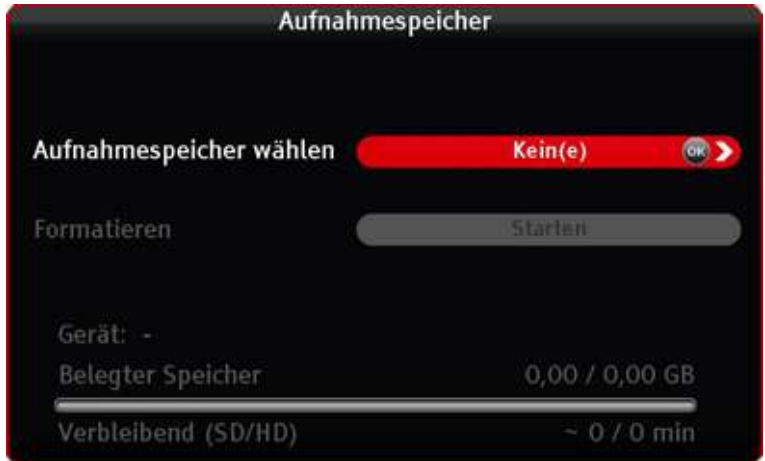 Aufnahmespeicher
Aufnahmespeicher wählen Kein(e) OK
Formatieren Starten
Gerät: -
Belegter Speicher 0,00 / 0,00 GB
Verbleibend (SD/HD) ~ 0 / 0 min